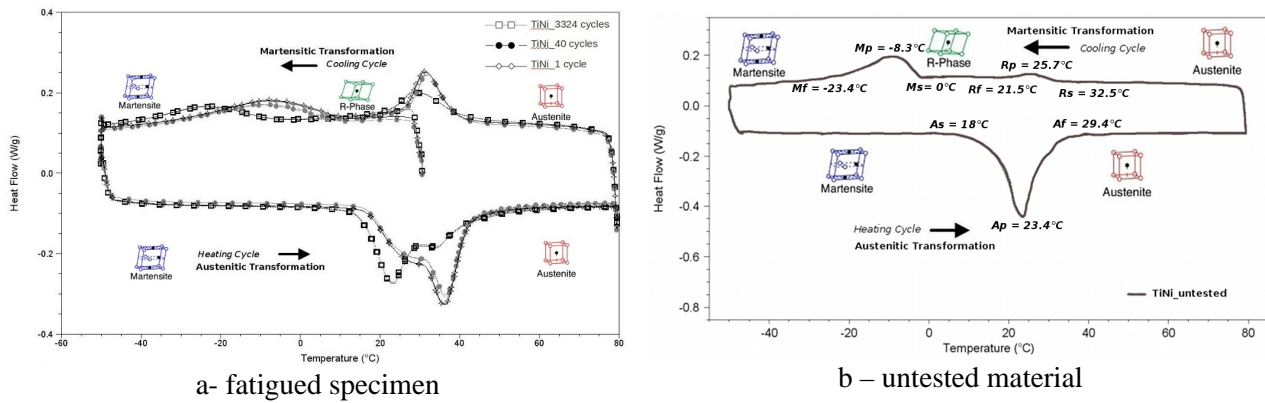 TiNi_3324 cycles
TiNi_40 cycles
TiNi_1 cycle
Martensitic Transformation
Cooling Cycle
Martensite
R-Phase
Austenite
Heat Flow (W/g)
0.4
0.2
0.0
-0.2
-0.4
Heating Cycle
Austenitic Transformation
Martensite
Austenite
-60
-40
-20
0
20
40
60
80
Temperature (°C)
a- fatigued specimen
Martensitic Transformation
Cooling Cycle
Mp = -8.3°C
R-Phase
Rp = 25.7°C
Martensite
Austenite
Mf = -23.4°C
Ms= 0°C
Rf = 21.5°C
Rs = 32.5°C
As = 18°C
Af = 29.4°C
Martensite
Austenite
Heating Cycle
Austenitic Transformation
Ap = 23.4°C
TiNi_untested
Heat Flow (W/g)
0.2
0.0
-0.2
-0.4
-0.6
-0.8
-40
-20
0
20
40
60
80
Temperature (°C)
b – untested material